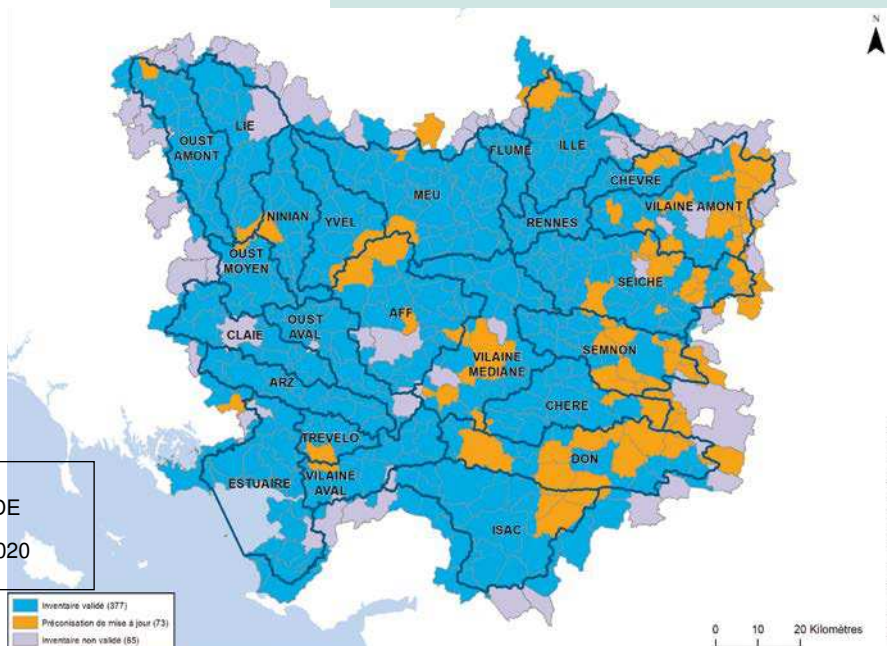 N
OUST
AMONT
LIE
FLUME
ILLE
CHEVRE
MEU
VILAINE AMONT
NINIAN
YVEL
RENNES
OUST
MOYEN
SEICHE
AFF
OUST
AVAL
CLAIE
VILAINE
MEDIANE
SEMNON
ARZ
CHERE
TREVELO
DON
ESTUAIRE
VILAINE
AVAL
ISAC
DE
020
Inventaire validé (377)
Préconisation de mise à jour (73)
Inventaire non validé (65)
0 10 20 Kilomètres